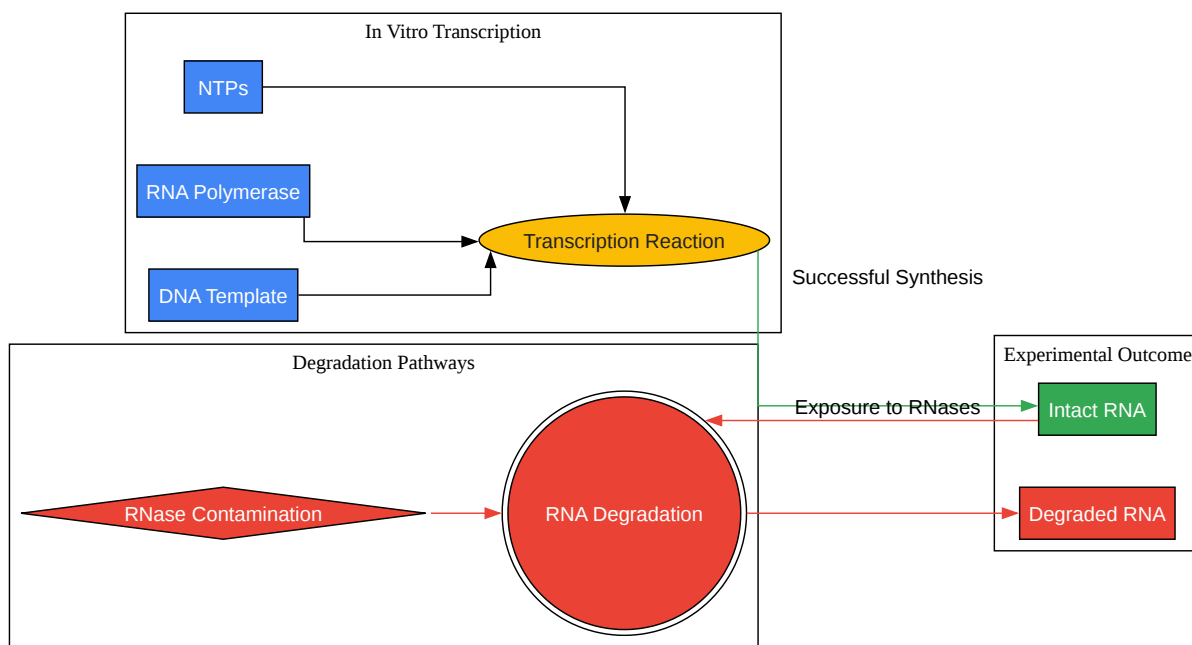 In Vitro Transcription
NTPs
RNA Polymerase
Transcription Reaction
DNA Template
Successful Synthesis
Degradation Pathways
Experimental Outcome
Intact RNA
Exposure to RNases
RNase Contamination
RNA Degradation
Degraded RNA